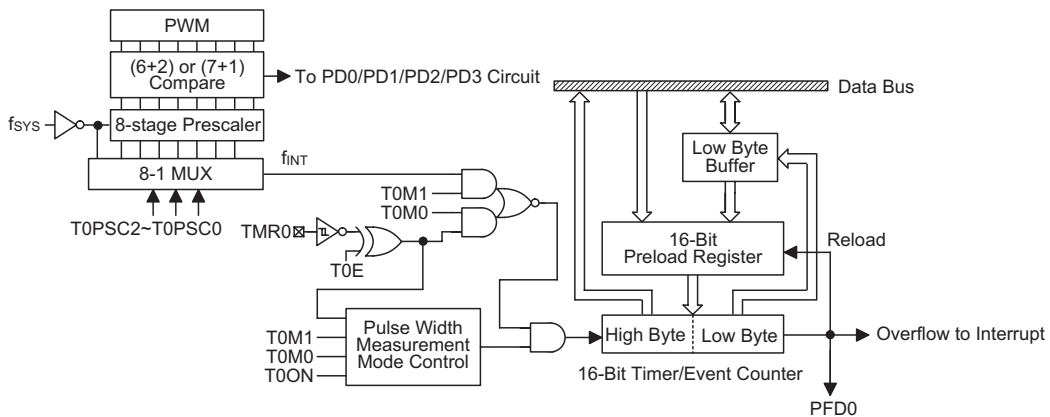 PWM
(6+2) or (7+1)
Compare
To PD0/PD1/PD2/PD3 Circuit
Data Bus
fSYS
8-stage Prescaler
Low Byte
Buffer
8-1 MUX
fINT
T0M1
T0M0
T0PSC2~T0PSC0
TMR0
T0E
16-Bit
Preload Register
Reload
T0M1
T0M0
T0ON
Pulse Width
Measurement
Mode Control
High Byte
Low Byte
Overflow to Interrupt
16-Bit Timer/Event Counter
PFD0